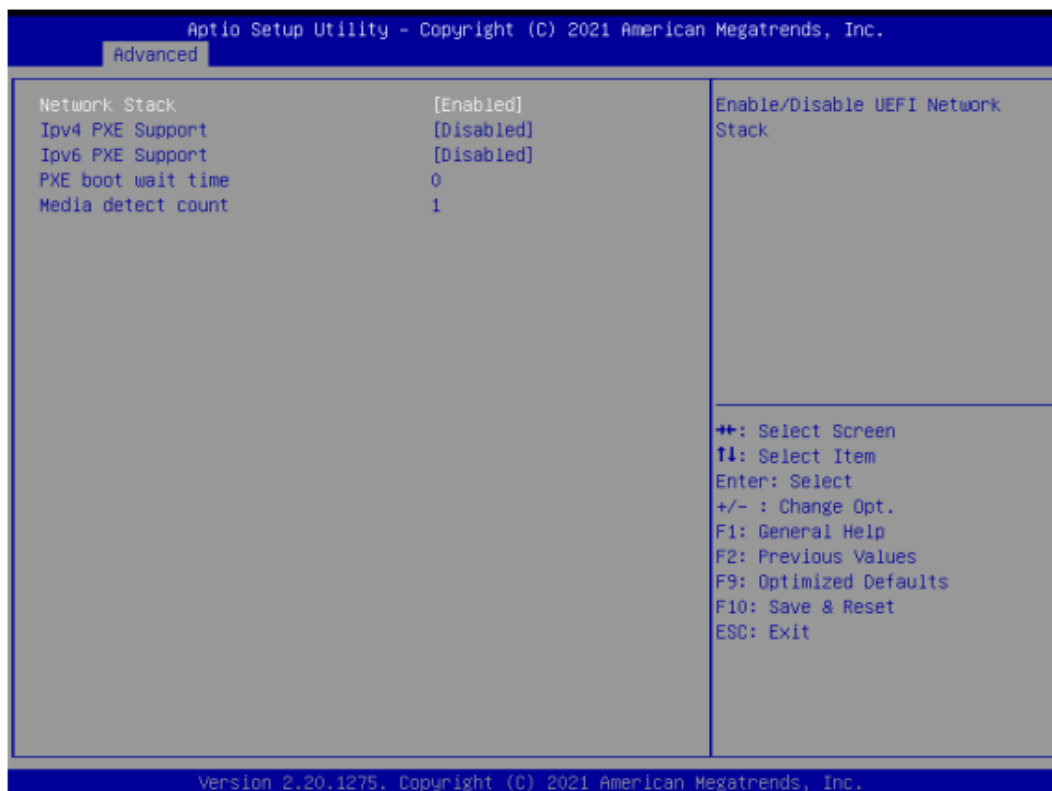 Aptio Setup Utility – Copyright (C) 2021 American Megatrends, Inc.
Advanced
Network Stack [Enabled]
Ipv4 PXE Support [Disabled]
Ipv6 PXE Support [Disabled]
PXE boot wait time 0
Media detect count 1
Enable/Disable UEFI Network
Stack
→←: Select Screen
↑↓: Select Item
Enter: Select
+/- : Change Opt.
F1: General Help
F2: Previous Values
F9: Optimized Defaults
F10: Save & Reset
ESC: Exit
Version 2.20.1275. Copyright (C) 2021 American Megatrends, Inc.